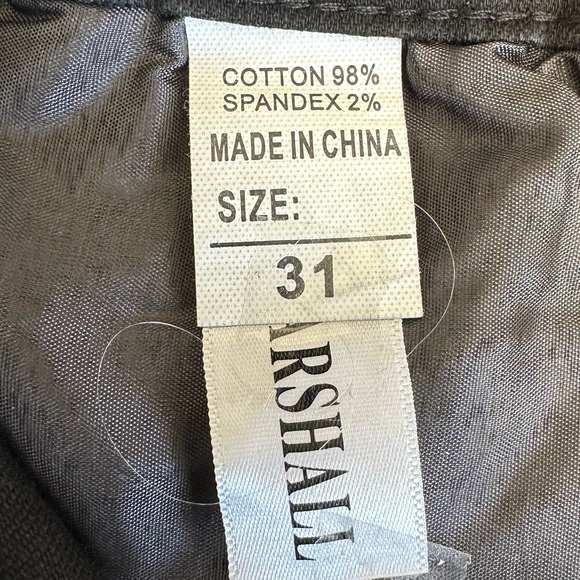 COTTON 98%
SPANDEX 2%
MADE IN CHINA
SIZE:
31
ARSHALL